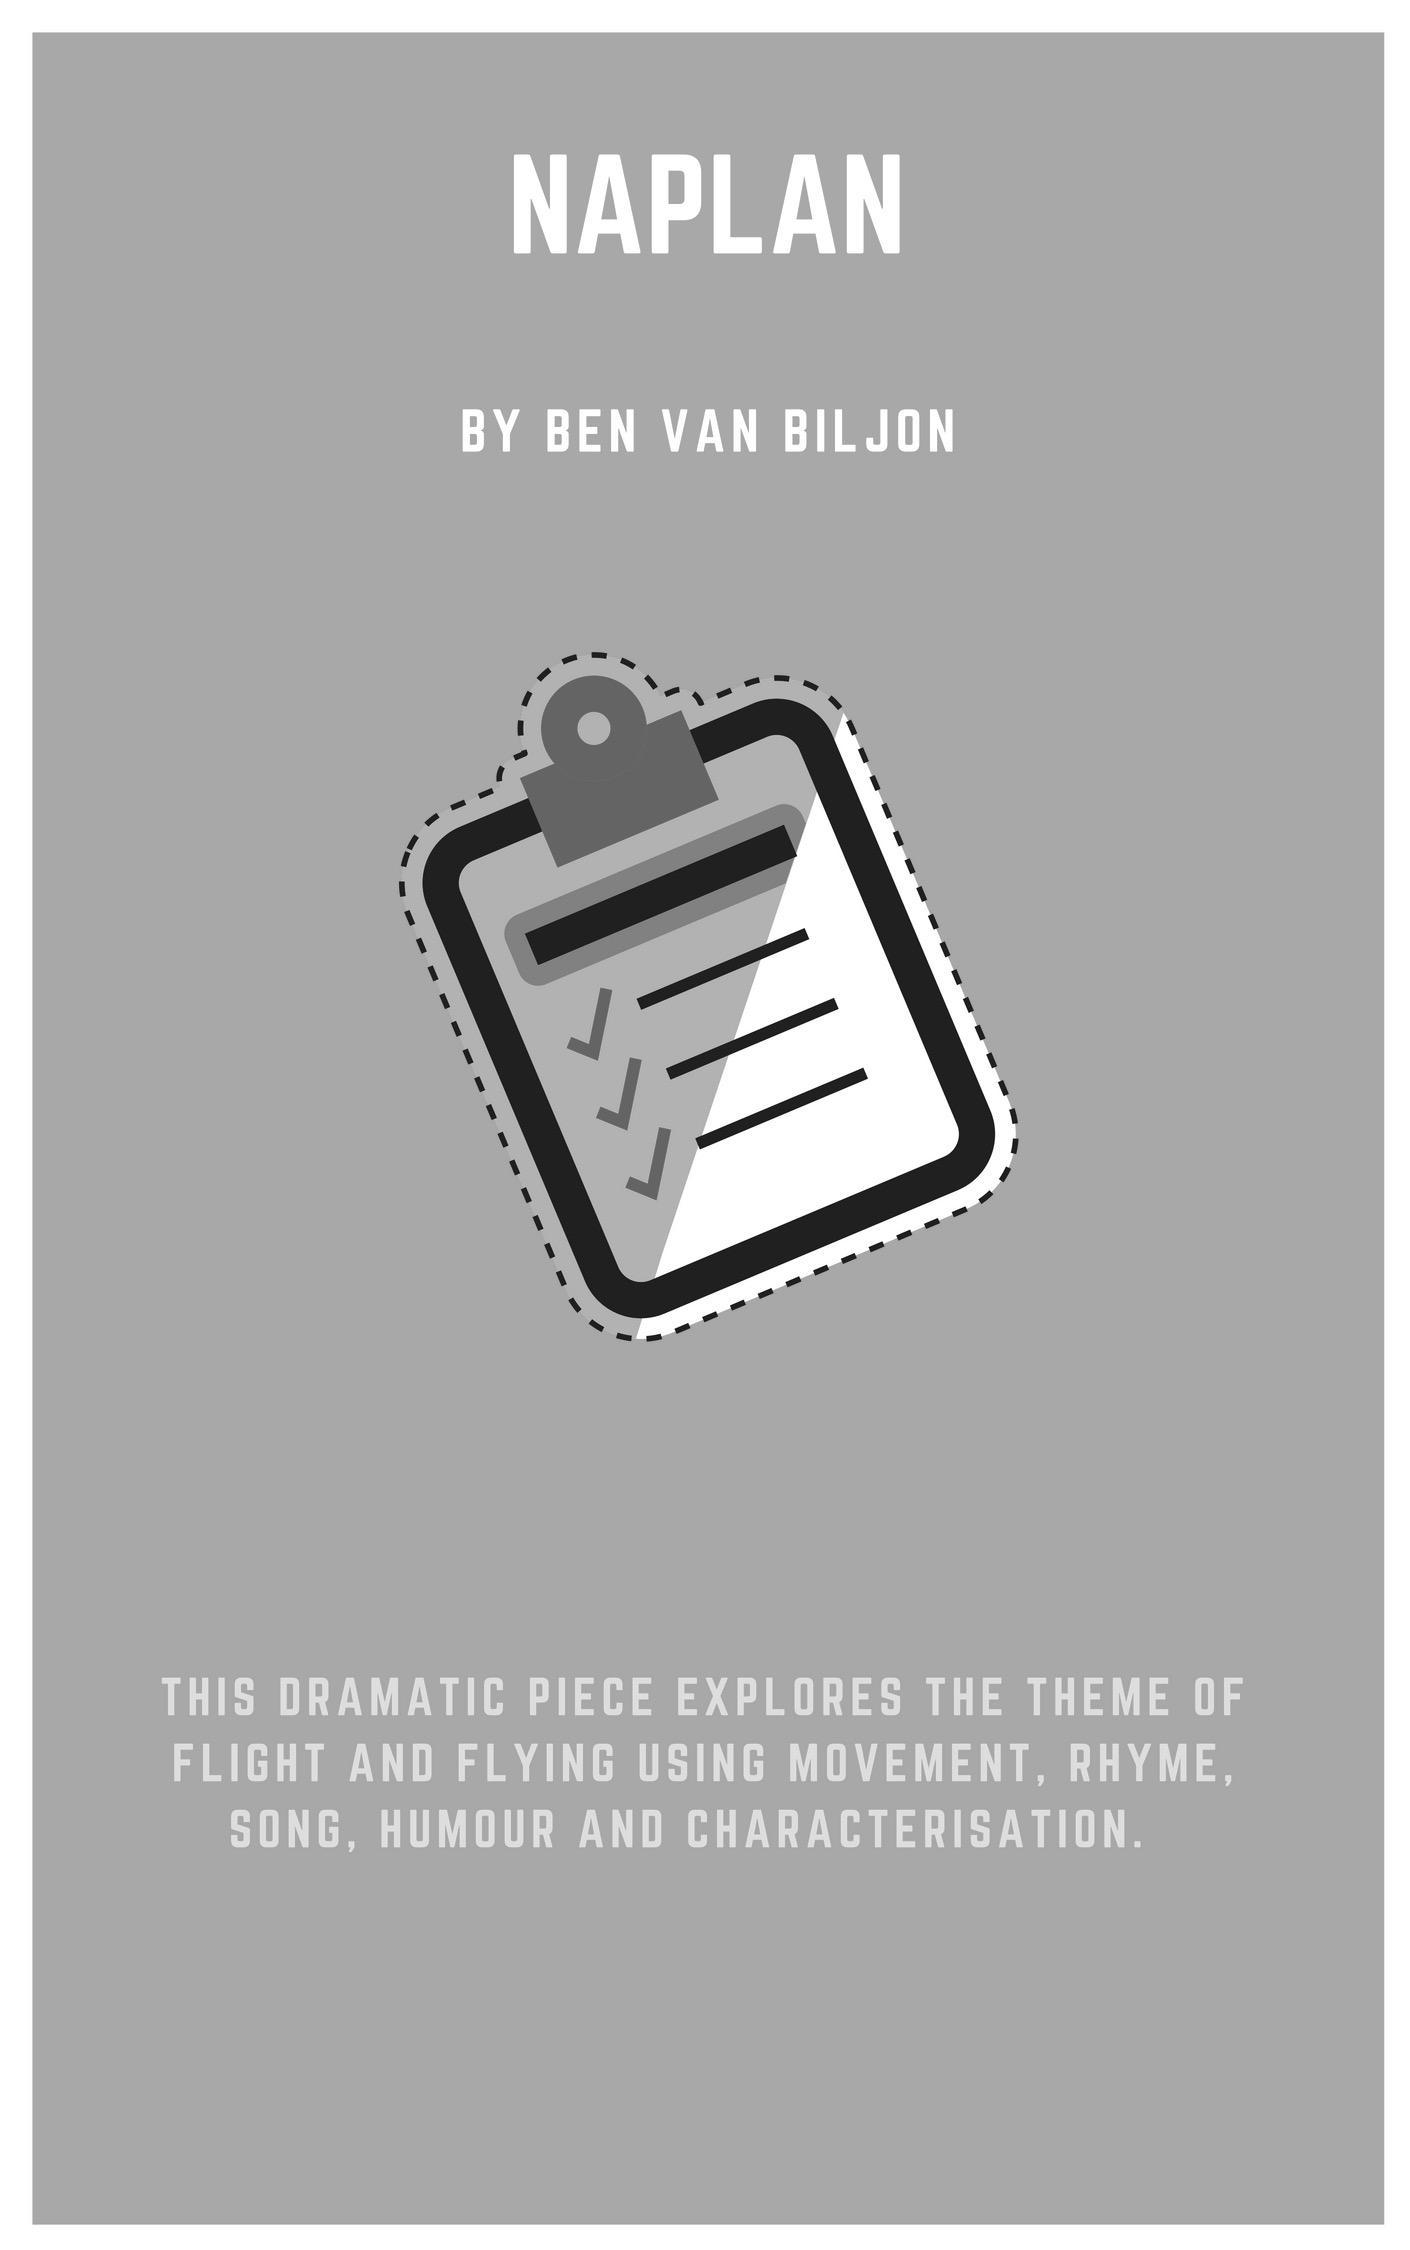 NAPLAN
BY BEN VAN BILJON
THIS DRAMATIC PIECE EXPLORES THE THEME OF
FLIGHT AND FLYING USING MOVEMENT, RHYME,
SONG, HUMOUR AND CHARACTERISATION.